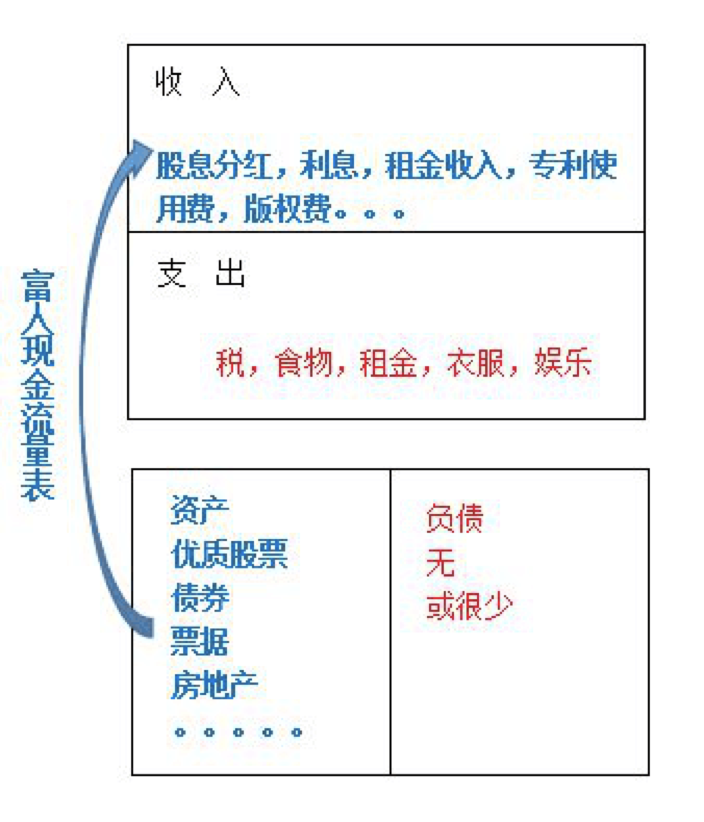 收 入
股息分红，利息，租金收入，专利使
用费，版权费。。。
支 出
税，食物，租金，衣服，娱乐
富人现金流量表
资产
优质股票
债券
票据
房地产
。。。。。
负债
无
或很少